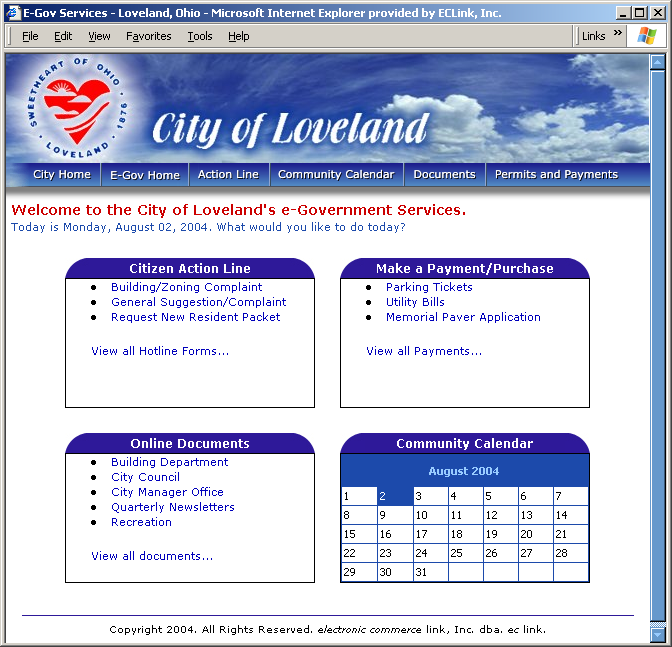 E-Gov Services - Loveland, Ohio - Microsoft Internet Explorer provided by ECLink, Inc.
File Edit View Favorites Tools Help Links »
SWEETHEART OF OHIO 1876 LOVELAND
City of Loveland
City Home E-Gov Home Action Line Community Calendar Documents Permits and Payments
Welcome to the City of Loveland's e-Government Services.
Today is Monday, August 02, 2004. What would you like to do today?
Citizen Action Line
• Building/Zoning Complaint
• General Suggestion/Complaint
• Request New Resident Packet
View all Hotline Forms...
Make a Payment/Purchase
• Parking Tickets
• Utility Bills
• Memorial Paver Application
View all Payments...
Online Documents
• Building Department
• City Council
• City Manager Office
• Quarterly Newsletters
• Recreation
View all documents...
Community Calendar
August 2004
1 2 3 4 5 6 7
8 9 10 11 12 13 14
15 16 17 18 19 20 21
22 23 24 25 26 27 28
29 30 31
Copyright 2004. All Rights Reserved. electronic commerce link, Inc. dba. ec link.